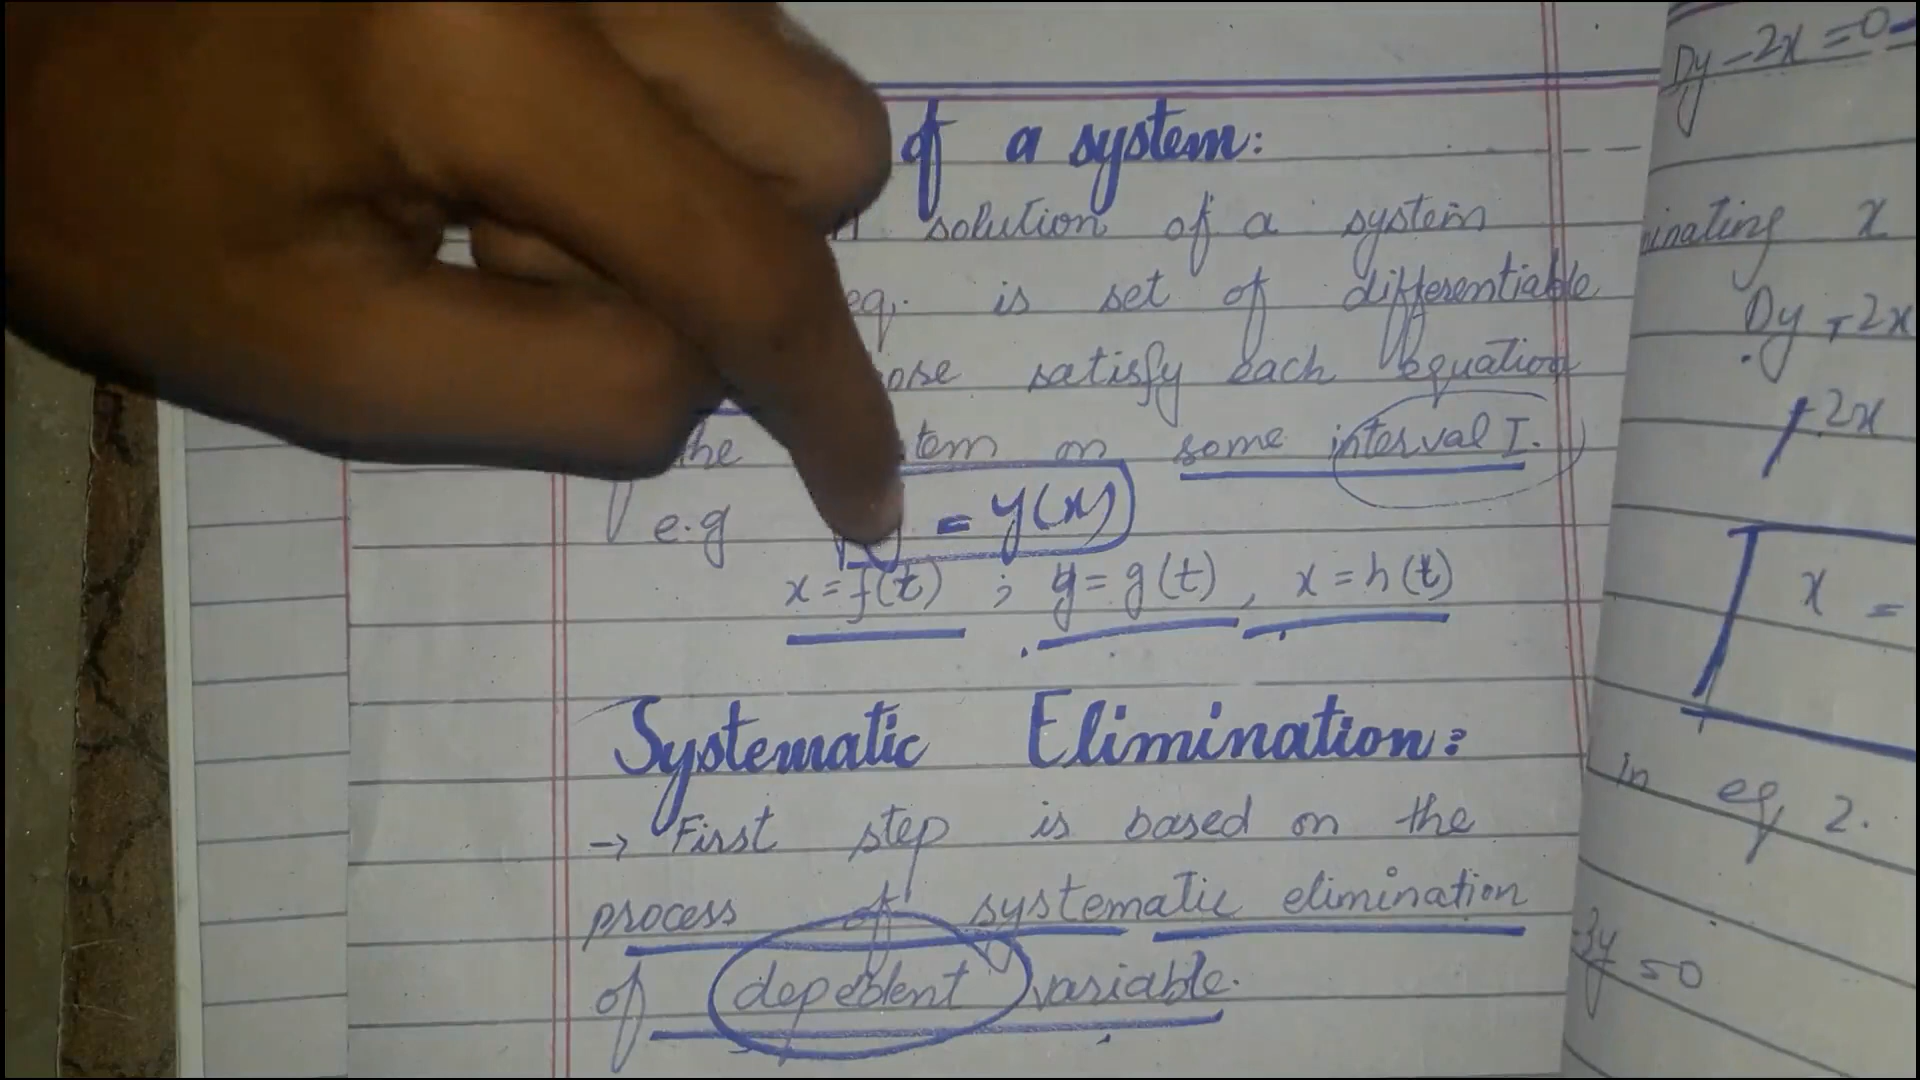 of a system:
solution of a system
eq. is set of differentiable
satisfy each equation
the on some interval I.
e.g y = y(x)
x = f(t) ; y = g(t), x = h(t)
Systematic Elimination:
→ First step is based on the
process of systematic elimination
of depeblent variable.
Dy - 2x = 0
x
Dy + 2x
+ 2x
x =
in eq 2.
-3y = 0